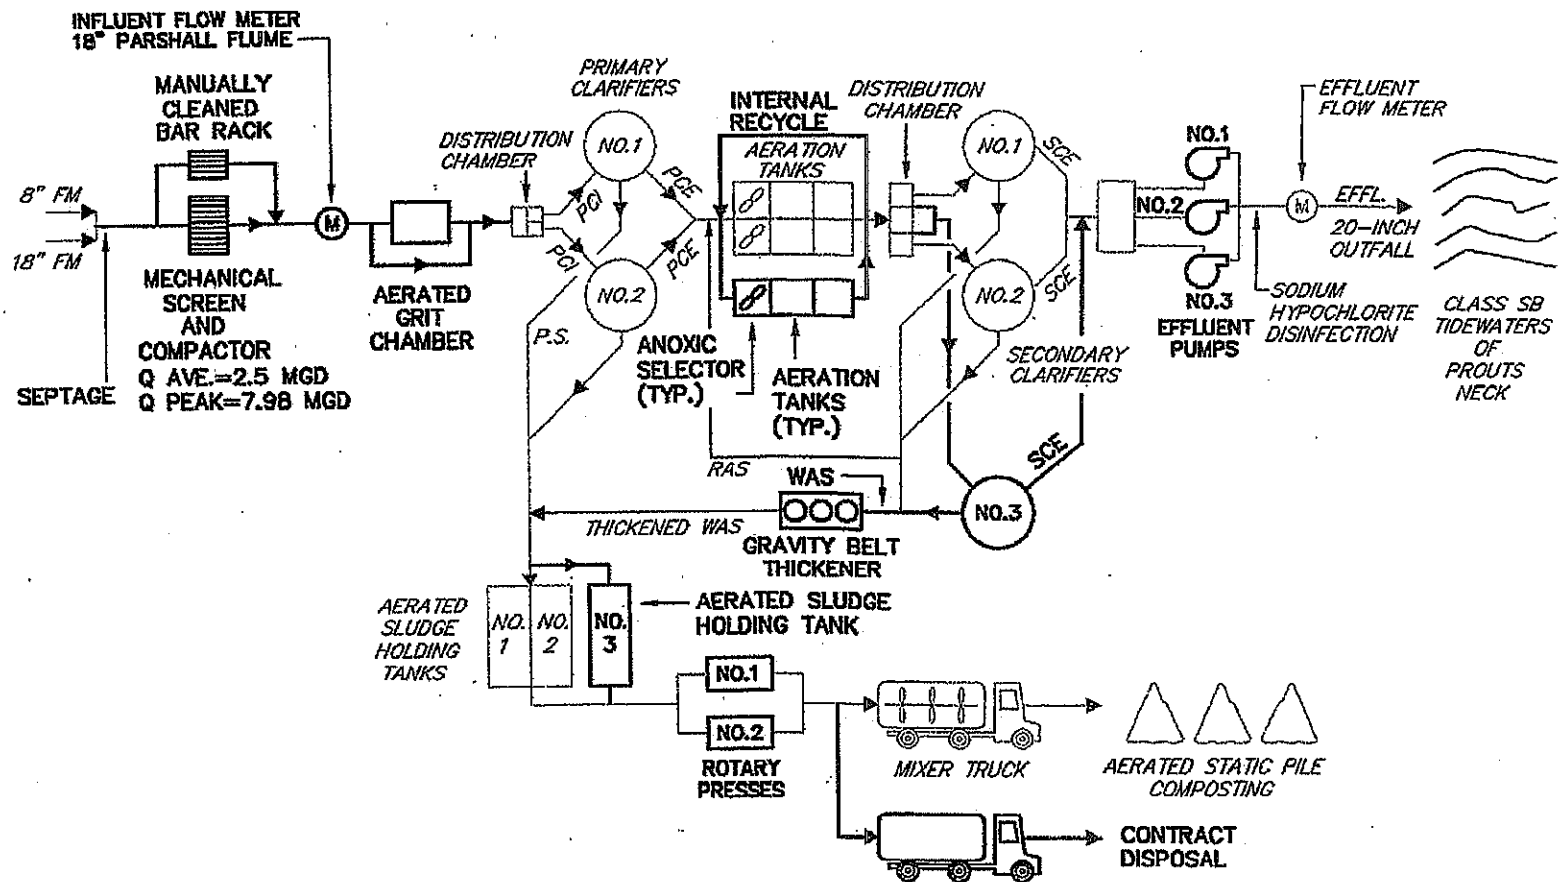 INFLUENT FLOW METER
18" PARSHALL FLUME
MANUALLY
CLEANED
BAR RACK
8" FM
18" FM
SEPTAGE
MECHANICAL
SCREEN
AND
COMPACTOR
Q AVE.=2.5 MGD
Q PEAK=7.98 MGD
M
AERATED
GRIT
CHAMBER
DISTRIBUTION
CHAMBER
PRIMARY
CLARIFIERS
NO.1
NO.2
PCI
PCI
PCE
PCE
P.S.
INTERNAL
RECYCLE
AERATION
TANKS
ANOXIC
SELECTOR
(TYP.)
AERATION
TANKS
(TYP.)
DISTRIBUTION
CHAMBER
NO.1
NO.2
SCE
SCE
SECONDARY
CLARIFIERS
RAS
WAS
SCE
NO.3
THICKENED WAS
GRAVITY BELT
THICKENER
NO.1
NO.2
NO.3
EFFLUENT
PUMPS
EFFLUENT
FLOW METER
M
EFFL.
20-INCH
OUTFALL
SODIUM
HYPOCHLORITE
DISINFECTION
CLASS SB
TIDEWATERS
OF
PROUTS
NECK
AERATED
SLUDGE
HOLDING
TANKS
NO.
1
NO.
2
NO.
3
AERATED SLUDGE
HOLDING TANK
NO.1
NO.2
ROTARY
PRESSES
MIXER TRUCK
AERATED STATIC PILE
COMPOSTING
CONTRACT
DISPOSAL